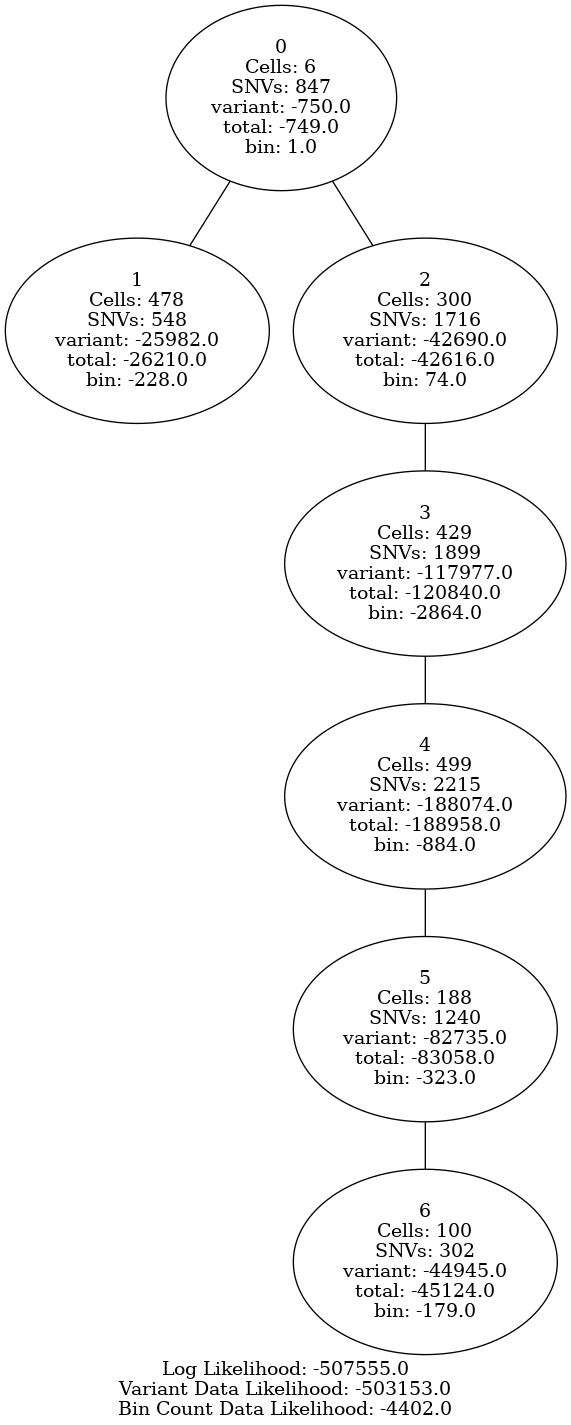 0
Cells: 6
SNVs: 847
variant: -750.0
total: -749.0
bin: 1.0
1
Cells: 478
SNVs: 548
variant: -25982.0
total: -26210.0
bin: -228.0
2
Cells: 300
SNVs: 1716
variant: -42690.0
total: -42616.0
bin: 74.0
3
Cells: 429
SNVs: 1899
variant: -117977.0
total: -120840.0
bin: -2864.0
4
Cells: 499
SNVs: 2215
variant: -188074.0
total: -188958.0
bin: -884.0
5
Cells: 188
SNVs: 1240
variant: -82735.0
total: -83058.0
bin: -323.0
6
Cells: 100
SNVs: 302
variant: -44945.0
total: -45124.0
bin: -179.0
Log Likelihood: -507555.0
Variant Data Likelihood: -503153.0
Bin Count Data Likelihood: -4402.0